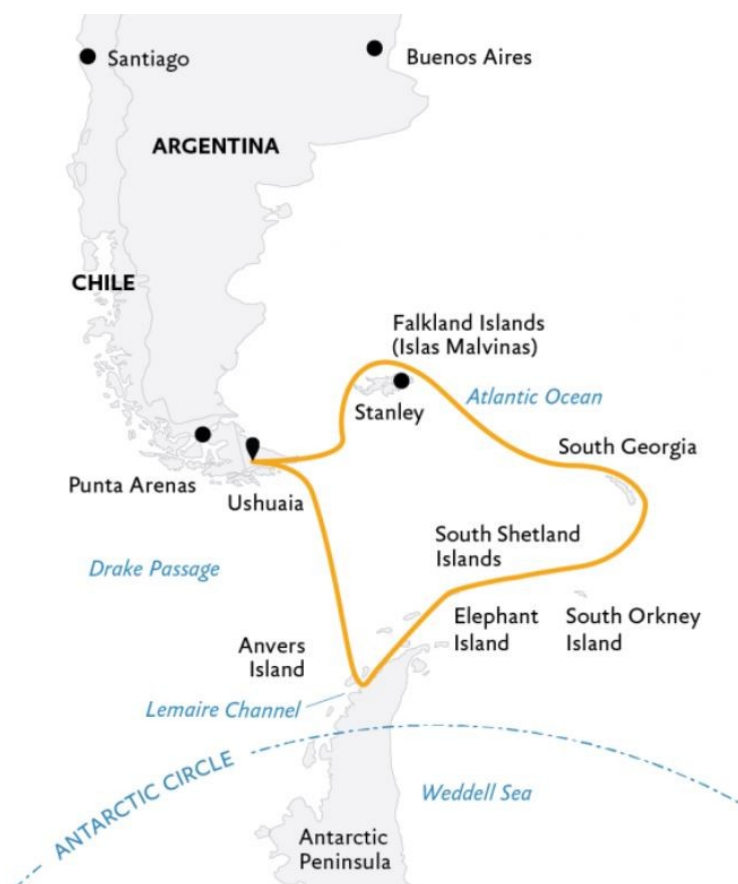 Santiago
Buenos Aires
ARGENTINA
CHILE
Falkland Islands
(Islas Malvinas)
Atlantic Ocean
Stanley
South Georgia
Punta Arenas
Ushuaia
South Shetland
Islands
Drake Passage
Elephant
Island
South Orkney
Island
Anvers
Island
Lemaire Channel
ANTARCTIC CIRCLE
Weddell Sea
Antarctic
Peninsula